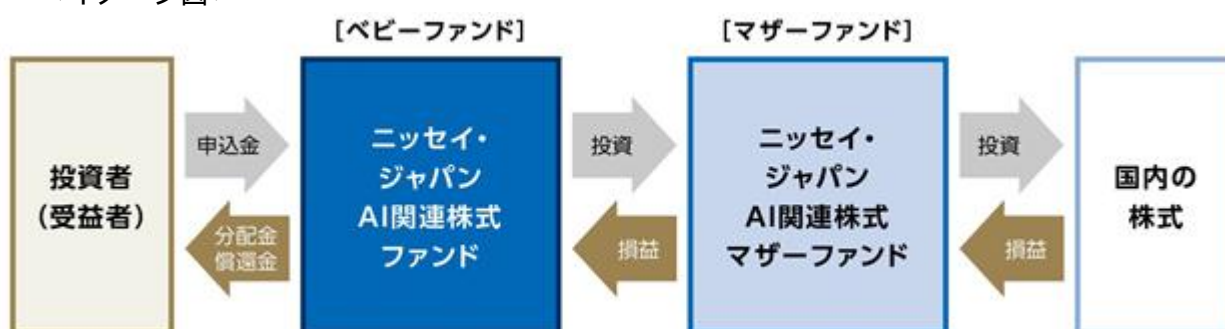 [ベビーファンド]
[マザーファンド]
投資者
(受益者)
申込金
分配金
償還金
ニッセイ・
ジャパン
AI関連株式
ファンド
投資
損益
ニッセイ・
ジャパン
AI関連株式
マザーファンド
投資
損益
国内の
株式